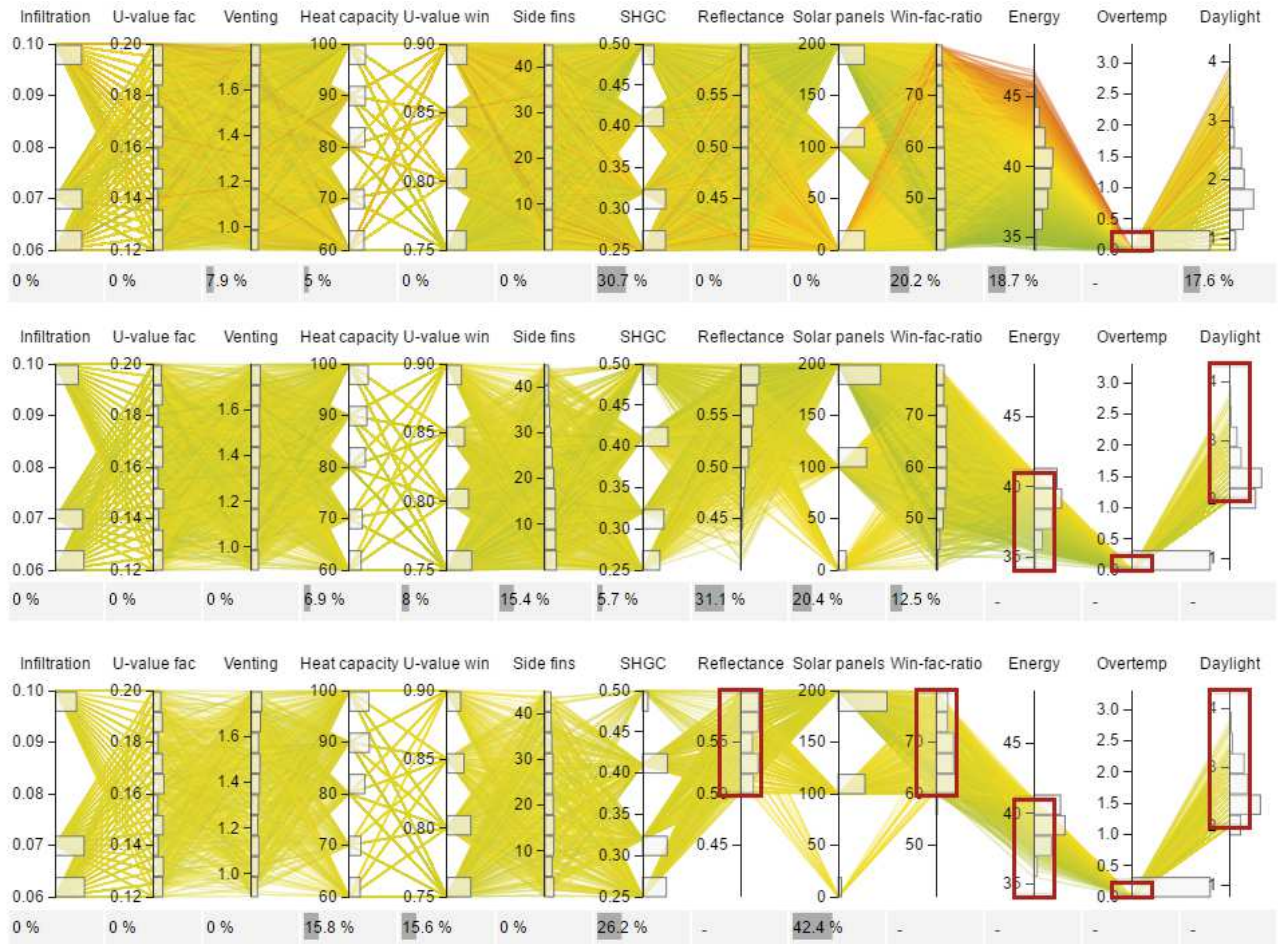 Infiltration U-value fac Venting Heat capacity U-value win Side fins SHGC Reflectance Solar panels Win-fac-ratio Energy Overtemp Daylight
0.10 0.20 100 0.90 0.50 200
40 3.0 4
0.09 0.18 1.6 90 0.85 0.45 0.55 150 70 45 2.5
30 0.40 2.0 3
0.08 0.16 1.4 80 0.50 100 60 1.5
20 0.35 40 1.0 2
0.07 0.14 1.2 70 0.80 10 0.30 0.45 50 50 0.5
1.0 35 1
0.06 0.12 60 0.75 0.25 0 0.0
0 % 0 % 7.9 % 5 % 0 % 0 % 30.7 % 0 % 0 % 20.2 % 18.7 % - 17.6 %
Infiltration U-value fac Venting Heat capacity U-value win Side fins SHGC Reflectance Solar panels Win-fac-ratio Energy Overtemp Daylight
0.10 0.20 100 0.90 0.50 200
40 3.0 4
0.09 0.18 1.6 90 0.85 0.45 0.55 150 70 45 2.5
30 0.40 2.0 3
0.08 0.16 1.4 80 0.50 100 60 1.5
20 0.35 40 1.0 2
0.07 0.14 1.2 70 0.80 10 0.30 0.45 50 50 0.5
1.0 35 1
0.06 0.12 60 0.75 0.25 0 0.0
0 % 0 % 0 % 6.9 % 8 % 15.4 % 5.7 % 31.1 % 20.4 % 12.5 % - - -
Infiltration U-value fac Venting Heat capacity U-value win Side fins SHGC Reflectance Solar panels Win-fac-ratio Energy Overtemp Daylight
0.10 0.20 100 0.90 0.50 200
40 3.0 4
0.09 0.18 1.6 90 0.85 0.45 0.55 150 70 45 2.5
30 0.40 2.0 3
0.08 0.16 1.4 80 0.50 100 60 1.5
20 0.35 40 1.0 2
0.07 0.14 1.2 70 0.80 10 0.30 0.45 50 50 0.5
1.0 35 1
0.06 0.12 60 0.75 0.25 0 0.0
0 % 0 % 0 % 15.8 % 15.6 % 0 % 26.2 % - 42.4 % - - - -